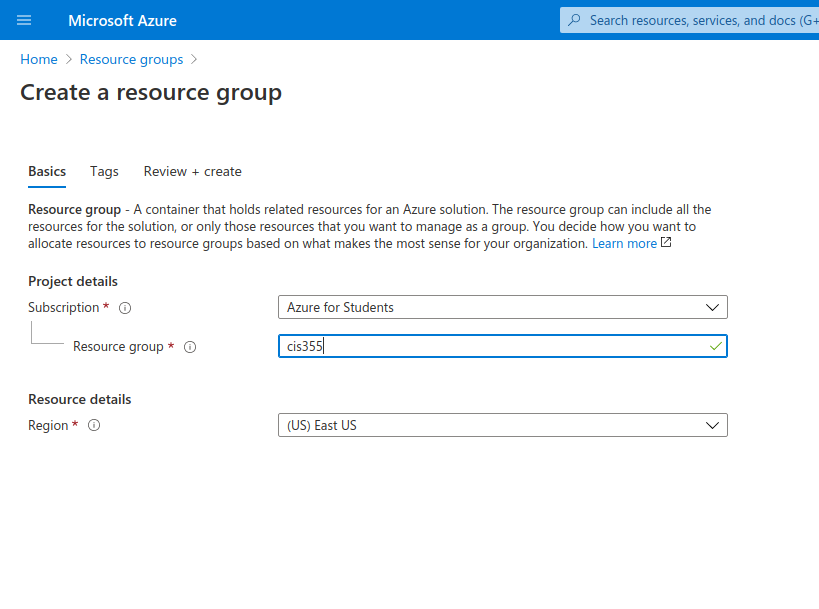 Microsoft Azure
Search resources, services, and docs (G+
Home > Resource groups >
Create a resource group
Basics Tags Review + create
Resource group - A container that holds related resources for an Azure solution. The resource group can include all the
resources for the solution, or only those resources that you want to manage as a group. You decide how you want to
allocate resources to resource groups based on what makes the most sense for your organization. Learn more
Project details
Subscription * Azure for Students
Resource group * cis355
Resource details
Region * (US) East US